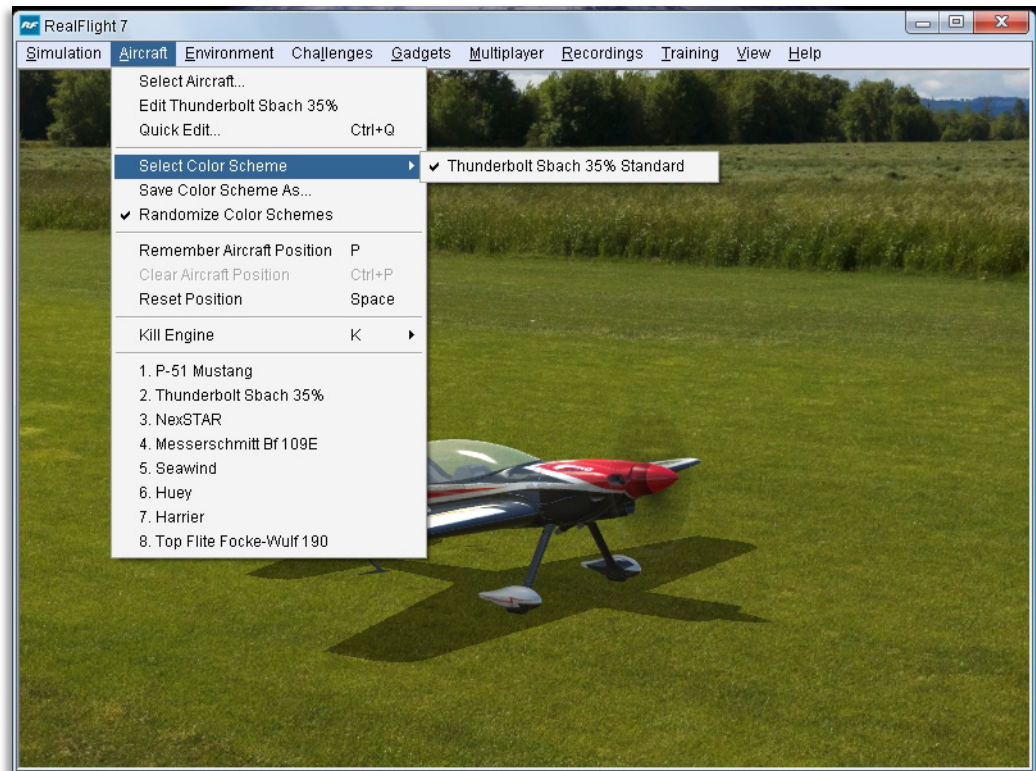 RealFlight 7
Simulation Aircraft Environment Challenges Gadgets Multiplayer Recordings Training View Help
Select Aircraft...
Edit Thunderbolt Sbach 35%
Quick Edit... Ctrl+Q
Select Color Scheme
Thunderbolt Sbach 35% Standard
Save Color Scheme As...
Randomize Color Schemes
Remember Aircraft Position P
Clear Aircraft Position Ctrl+P
Reset Position Space
Kill Engine K
1. P-51 Mustang
2. Thunderbolt Sbach 35%
3. NexSTAR
4. Messerschmitt Bf 109E
5. Seawind
6. Huey
7. Harrier
8. Top Flite Focke-Wulf 190